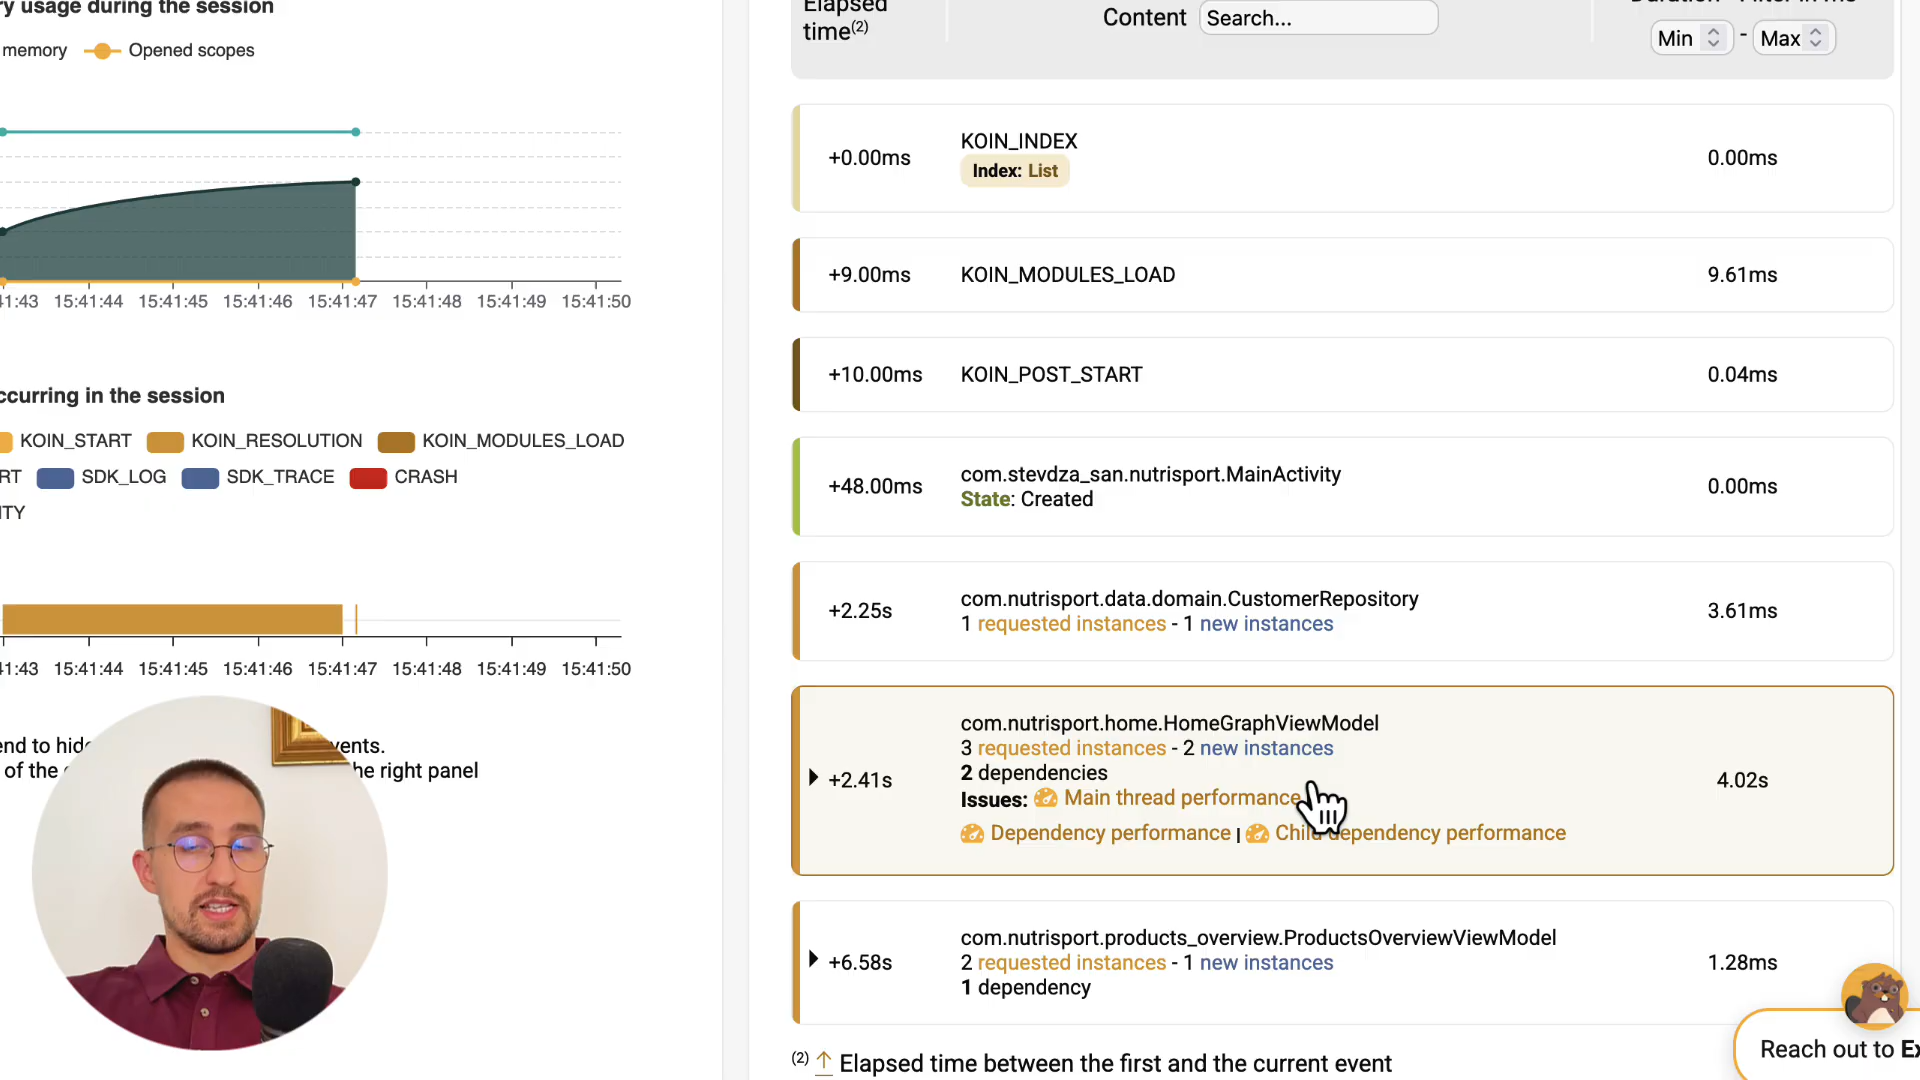 ry usage during the session
memory Opened scopes
1:43 15:41:44 15:41:45 15:41:46 15:41:47 15:41:48 15:41:49 15:41:50
ccurring in the session
KOIN_START KOIN_RESOLUTION KOIN_MODULES_LOAD
RT SDK_LOG SDK_TRACE CRASH
ITY
1:43 15:41:44 15:41:45 15:41:46 15:41:47 15:41:48 15:41:49 15:41:50
end to hid vents.
of the he right panel
Elapsed
time(2)
Content Search...
Min - Max
+0.00ms KOIN_INDEX 0.00ms
Index: List
+9.00ms KOIN_MODULES_LOAD 9.61ms
+10.00ms KOIN_POST_START 0.04ms
+48.00ms com.stevdza_san.nutrisport.MainActivity 0.00ms
State: Created
+2.25s com.nutrisport.data.domain.CustomerRepository 3.61ms
1 requested instances - 1 new instances
com.nutrisport.home.HomeGraphViewModel
3 requested instances - 2 new instances
+2.41s 2 dependencies 4.02s
Issues: Main thread performance
Dependency performance | Child dependency performance
com.nutrisport.products_overview.ProductsOverviewViewModel
+6.58s 2 requested instances - 1 new instances 1.28ms
1 dependency
(2) ↑ Elapsed time between the first and the current event
Reach out to Ex